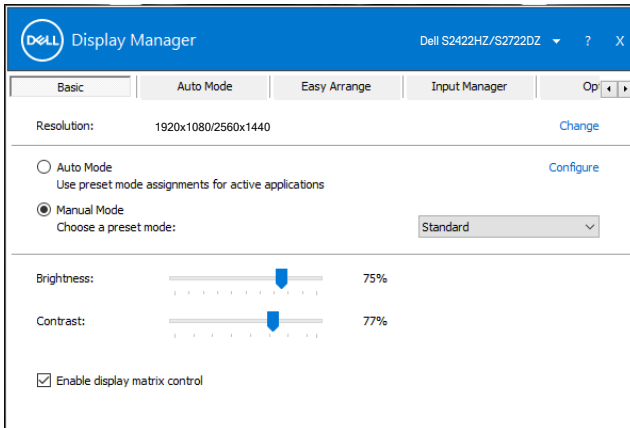 DELL Display Manager Dell S2422HZ/S2722DZ ? X
Basic Auto Mode Easy Arrange Input Manager
Resolution: 1920x1080/2560x1440 Change
Auto Mode Configure
Use preset mode assignments for active applications
Manual Mode
Choose a preset mode: Standard
Brightness: 75%
Contrast: 77%
Enable display matrix control